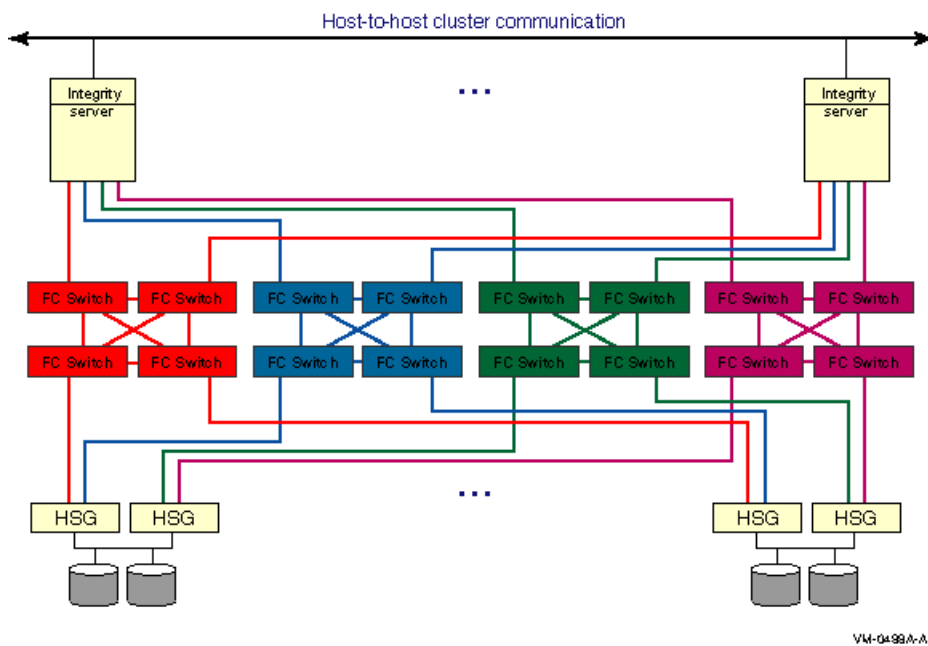 Host-to-host cluster communication
Integrity
server
...
Integrity
server
FC Switch FC Switch FC Switch FC Switch FC Switch FC Switch FC Switch FC Switch
FC Switch FC Switch FC Switch FC Switch FC Switch FC Switch FC Switch FC Switch
...
HSG HSG HSG HSG
VM-0499A-AI